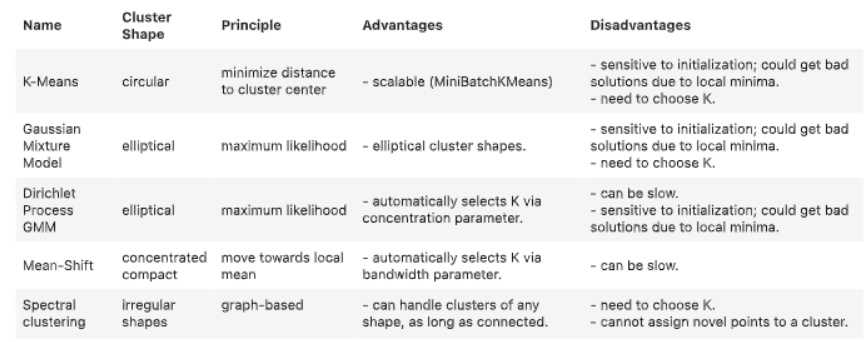 Name Cluster Shape Principle Advantages Disadvantages
K-Means circular minimize distance to cluster center - scalable (MiniBatchKMeans) - sensitive to initialization; could get bad solutions due to local minima. - need to choose K.
Gaussian Mixture Model elliptical maximum likelihood - elliptical cluster shapes. - sensitive to initialization; could get bad solutions due to local minima. - need to choose K.
Dirichlet Process GMM elliptical maximum likelihood - automatically selects K via concentration parameter. - can be slow. - sensitive to initialization; could get bad solutions due to local minima.
Mean-Shift concentrated compact move towards local mean - automatically selects K via bandwidth parameter. - can be slow.
Spectral clustering irregular shapes graph-based - can handle clusters of any shape, as long as connected. - need to choose K. - cannot assign novel points to a cluster.